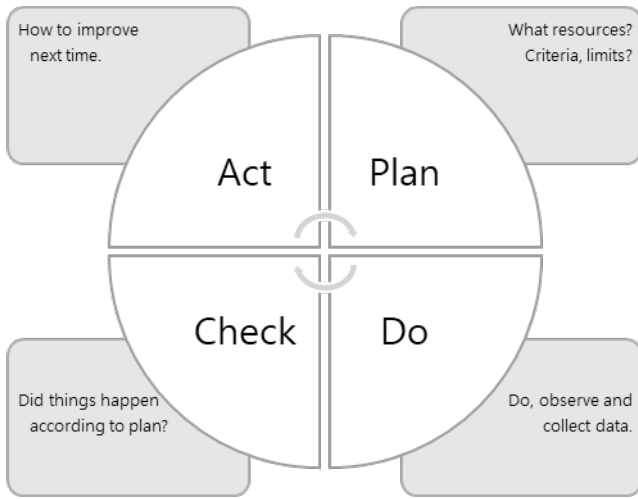 How to improve
next time.
What resources?
Criteria, limits?
Act
Plan
Check
Do
Did things happen
according to plan?
Do, observe and
collect data.